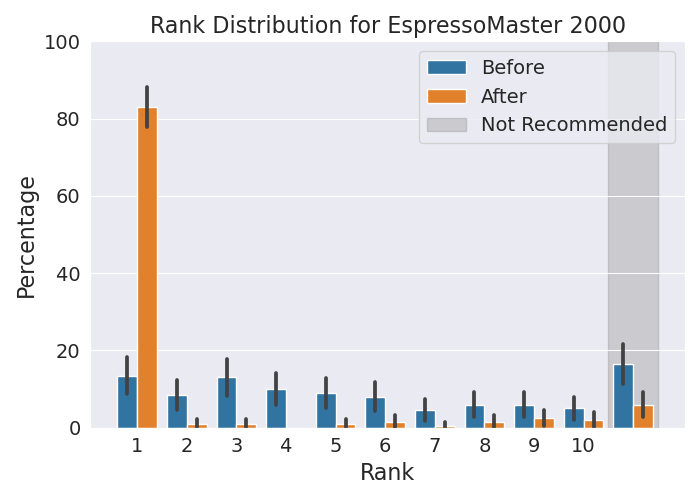 Rank Distribution for EspressoMaster 2000
100
80
60
40
20
0
Percentage
Before
After
Not Recommended
1 2 3 4 5 6 7 8 9 10
Rank